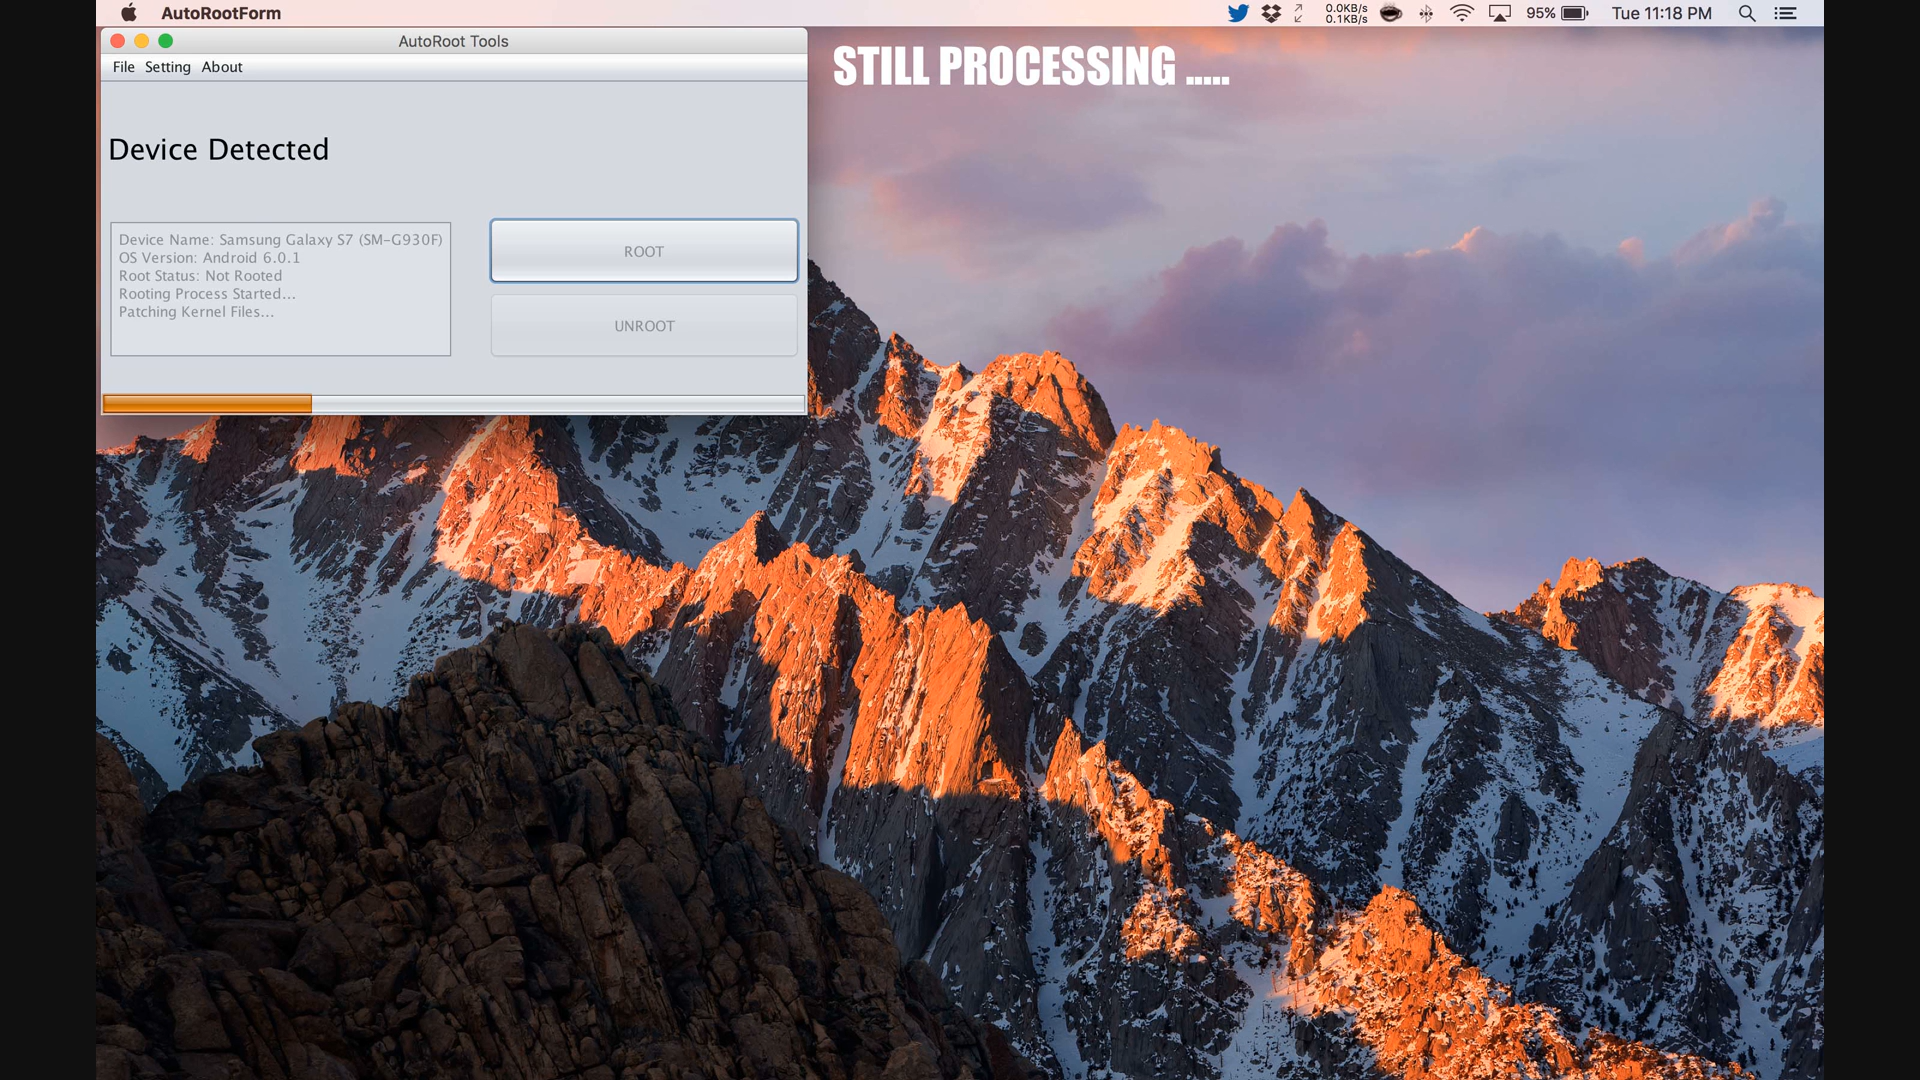 AutoRootForm
0.0KB/s
0.1KB/s
95%
Tue 11:18 PM
AutoRoot Tools
File Setting About
STILL PROCESSING .....
Device Detected
Device Name: Samsung Galaxy S7 (SM-G930F)
OS Version: Android 6.0.1
Root Status: Not Rooted
Rooting Process Started...
Patching Kernel Files...
ROOT
UNROOT